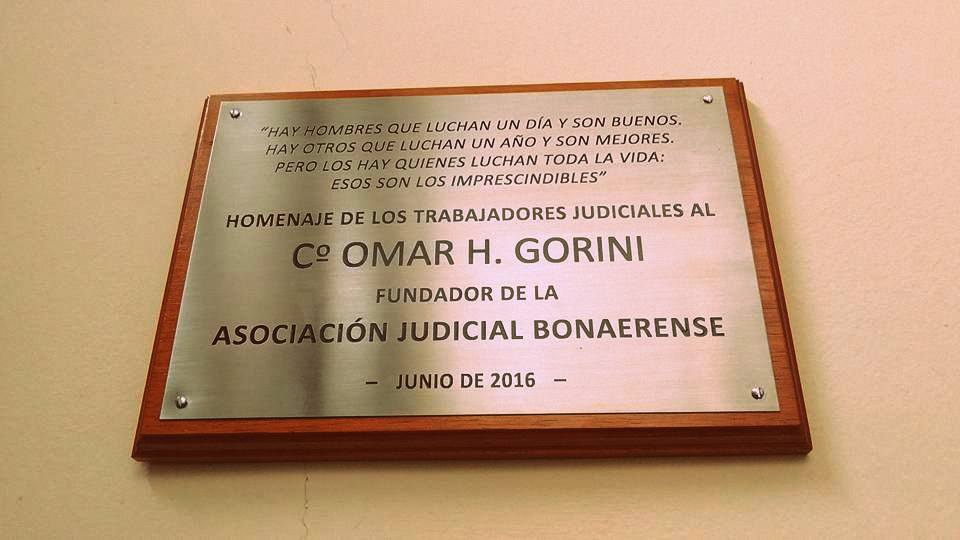 “HAY HOMBRES QUE LUCHAN UN DÍA Y SON BUENOS.
HAY OTROS QUE LUCHAN UN AÑO Y SON MEJORES.
PERO LOS HAY QUIENES LUCHAN TODA LA VIDA:
ESOS SON LOS IMPRESCINDIBLES”
HOMENAJE DE LOS TRABAJADORES JUDICIALES AL
Cº OMAR H. GORINI
FUNDADOR DE LA
ASOCIACIÓN JUDICIAL BONAERENSE
– JUNIO DE 2016 –